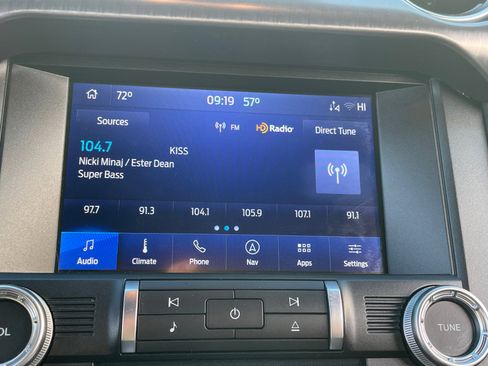 72° 09:19 57° HI
Sources FM HD Radio Direct Tune
104.7 KISS
Nicki Minaj / Ester Dean
Super Bass
97.7 91.3 104.1 105.9 107.1 91.1
Audio Climate Phone Nav Apps Settings
OL TUNE